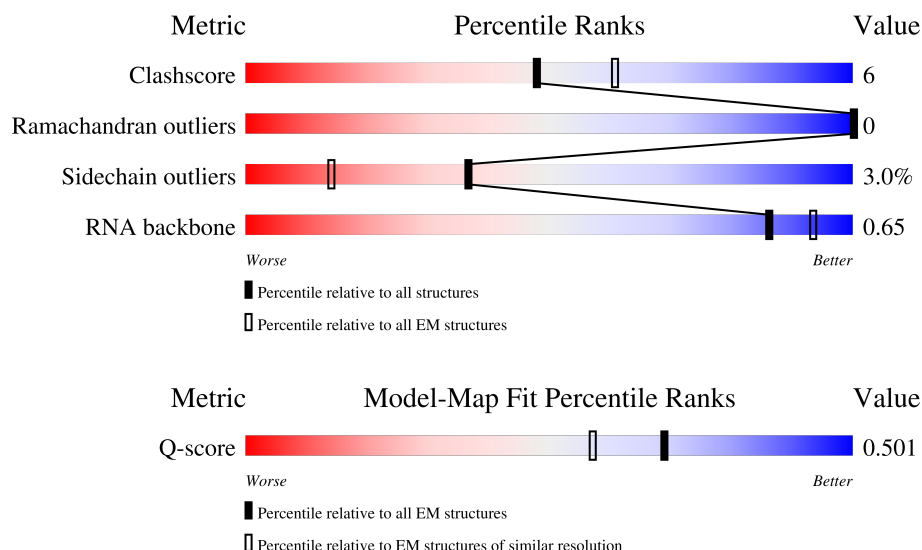 Metric Percentile Ranks Value
Clashscore 6
Ramachandran outliers 0
Sidechain outliers 3.0%
RNA backbone 0.65
Worse Better
Percentile relative to all structures
Percentile relative to all EM structures
Metric Model-Map Fit Percentile Ranks Value
Q-score 0.501
Worse Better
Percentile relative to all EM structures
Percentile relative to EM structures of similar resolution